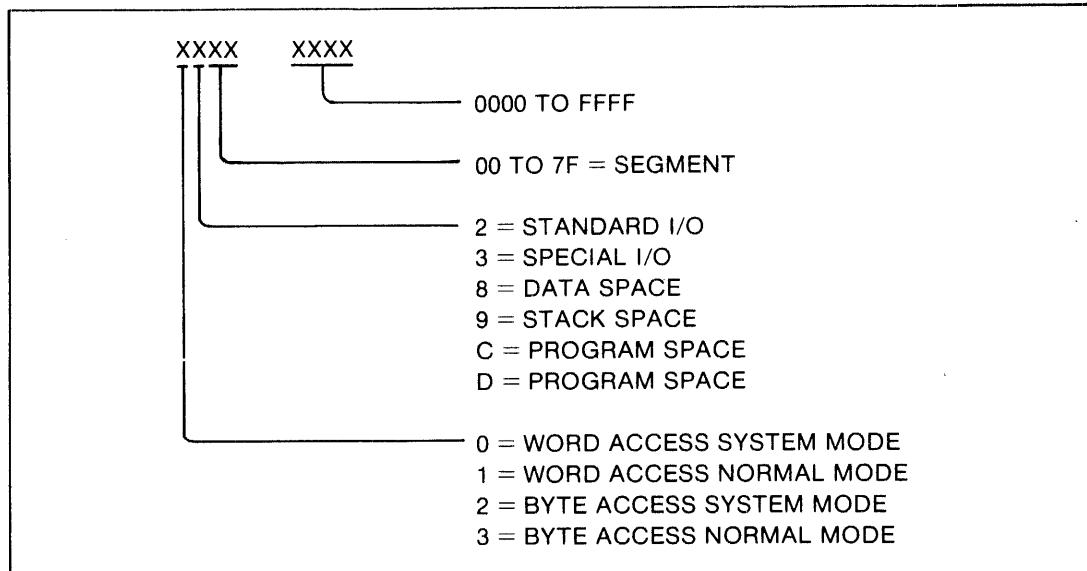 XXXX XXXX
0000 TO FFFF
00 TO 7F = SEGMENT
2 = STANDARD I/O
3 = SPECIAL I/O
8 = DATA SPACE
9 = STACK SPACE
C = PROGRAM SPACE
D = PROGRAM SPACE
0 = WORD ACCESS SYSTEM MODE
1 = WORD ACCESS NORMAL MODE
2 = BYTE ACCESS SYSTEM MODE
3 = BYTE ACCESS NORMAL MODE